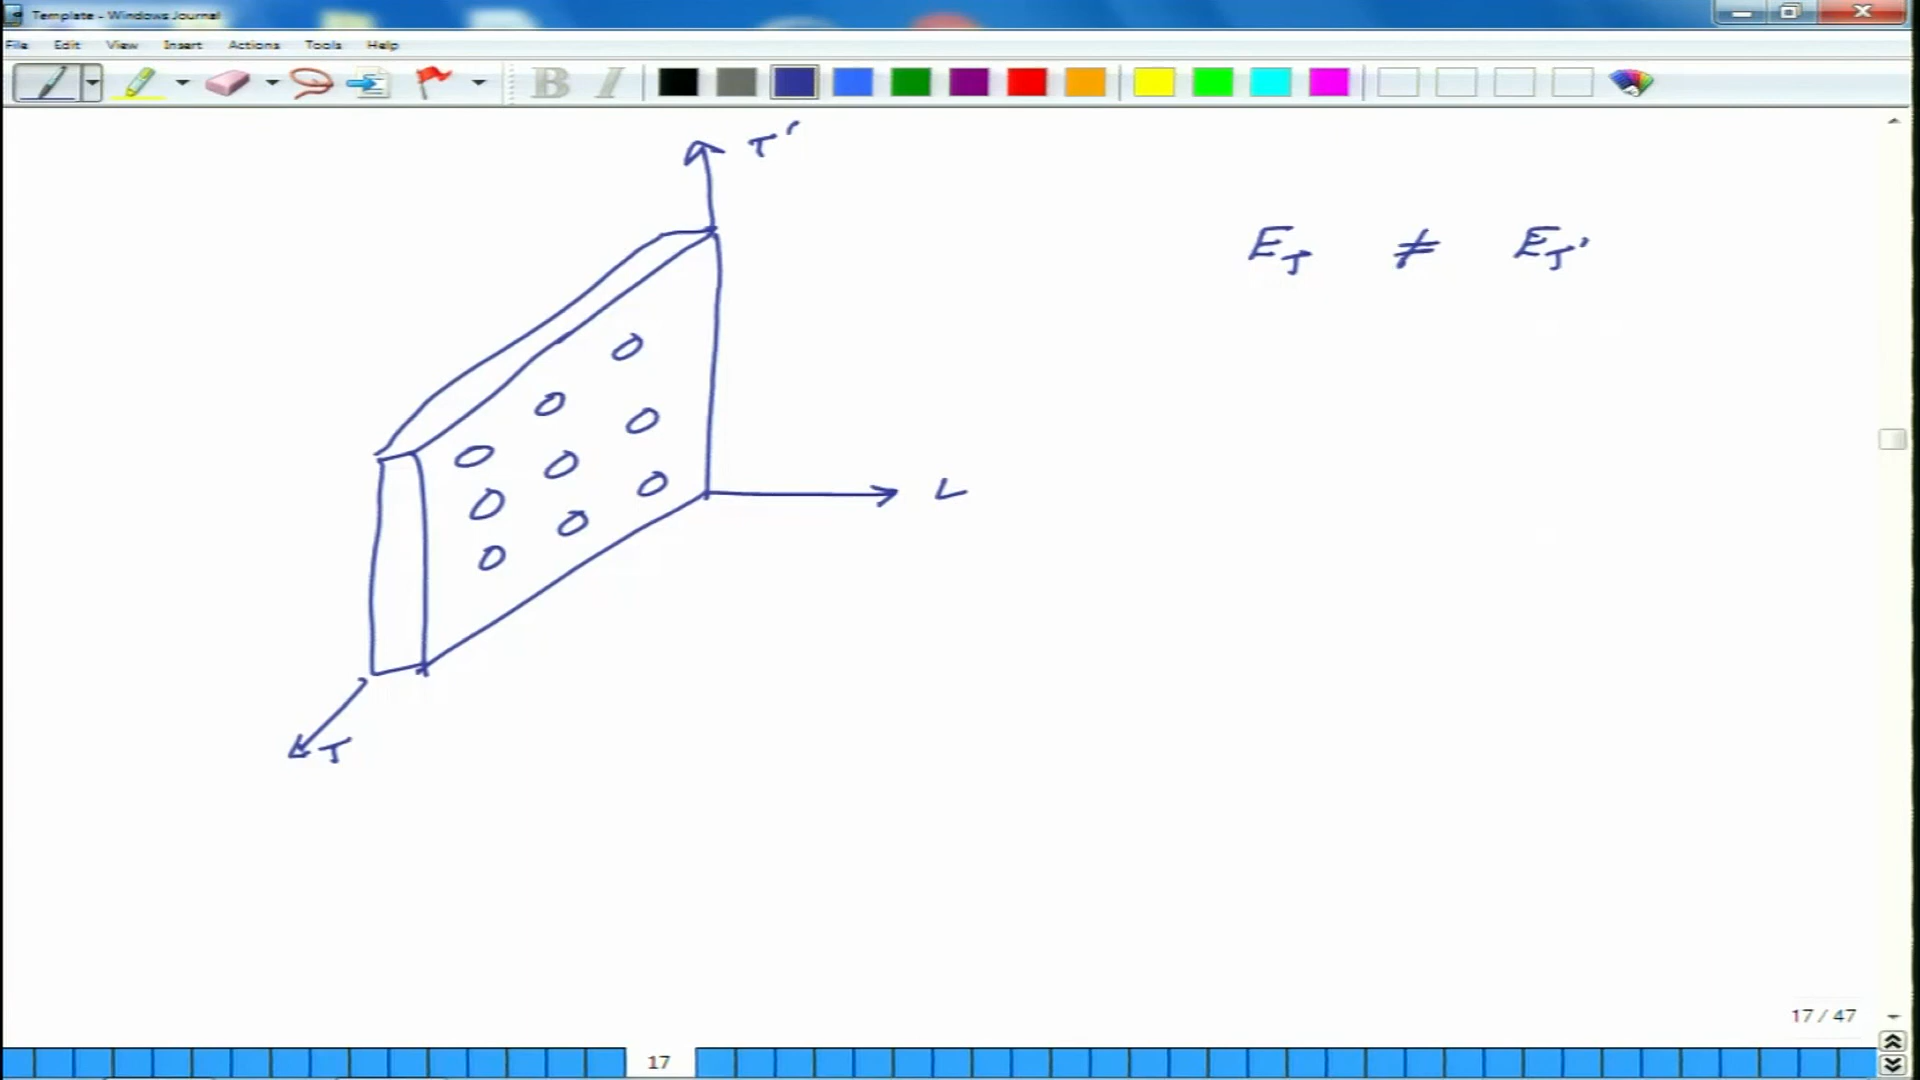 Template - Windows Journal
File Edit View Insert Actions Tools Help
B I
T'
E_T ≠ E_T'
L
T
17 / 47
17